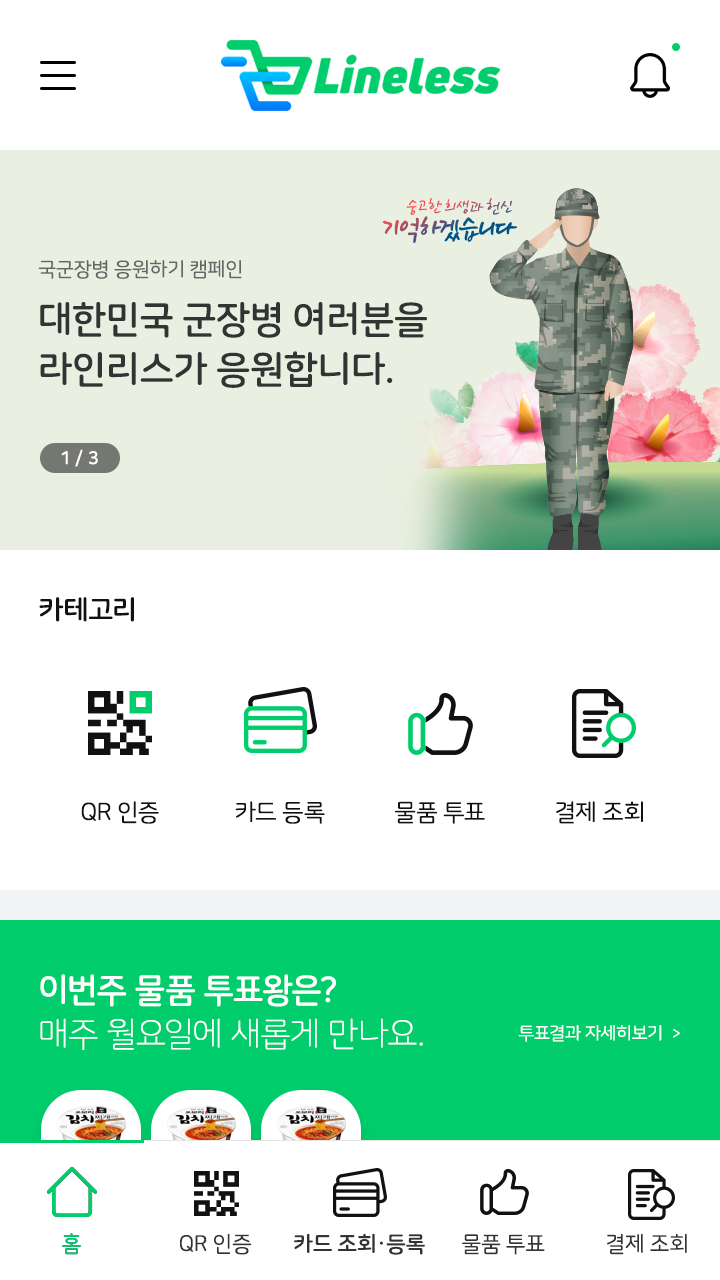 Lineless
숭고한 희생과 헌신
기억하겠습니다
국군장병 응원하기 캠페인
대한민국 군장병 여러분을
라인리스가 응원합니다.
1 / 3
카테고리
QR 인증
카드 등록
물품 투표
결제 조회
이번주 물품 투표왕은?
매주 월요일에 새롭게 만나요.
투표결과 자세히보기 >
김치찌개
김치찌개
김치찌개
홈
QR 인증
카드 조회·등록
물품 투표
결제 조회